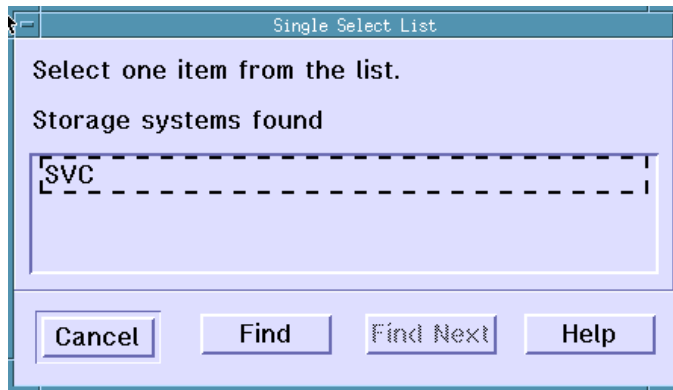 Single Select List
Select one item from the list.
Storage systems found
SVC
Cancel Find Find Next Help